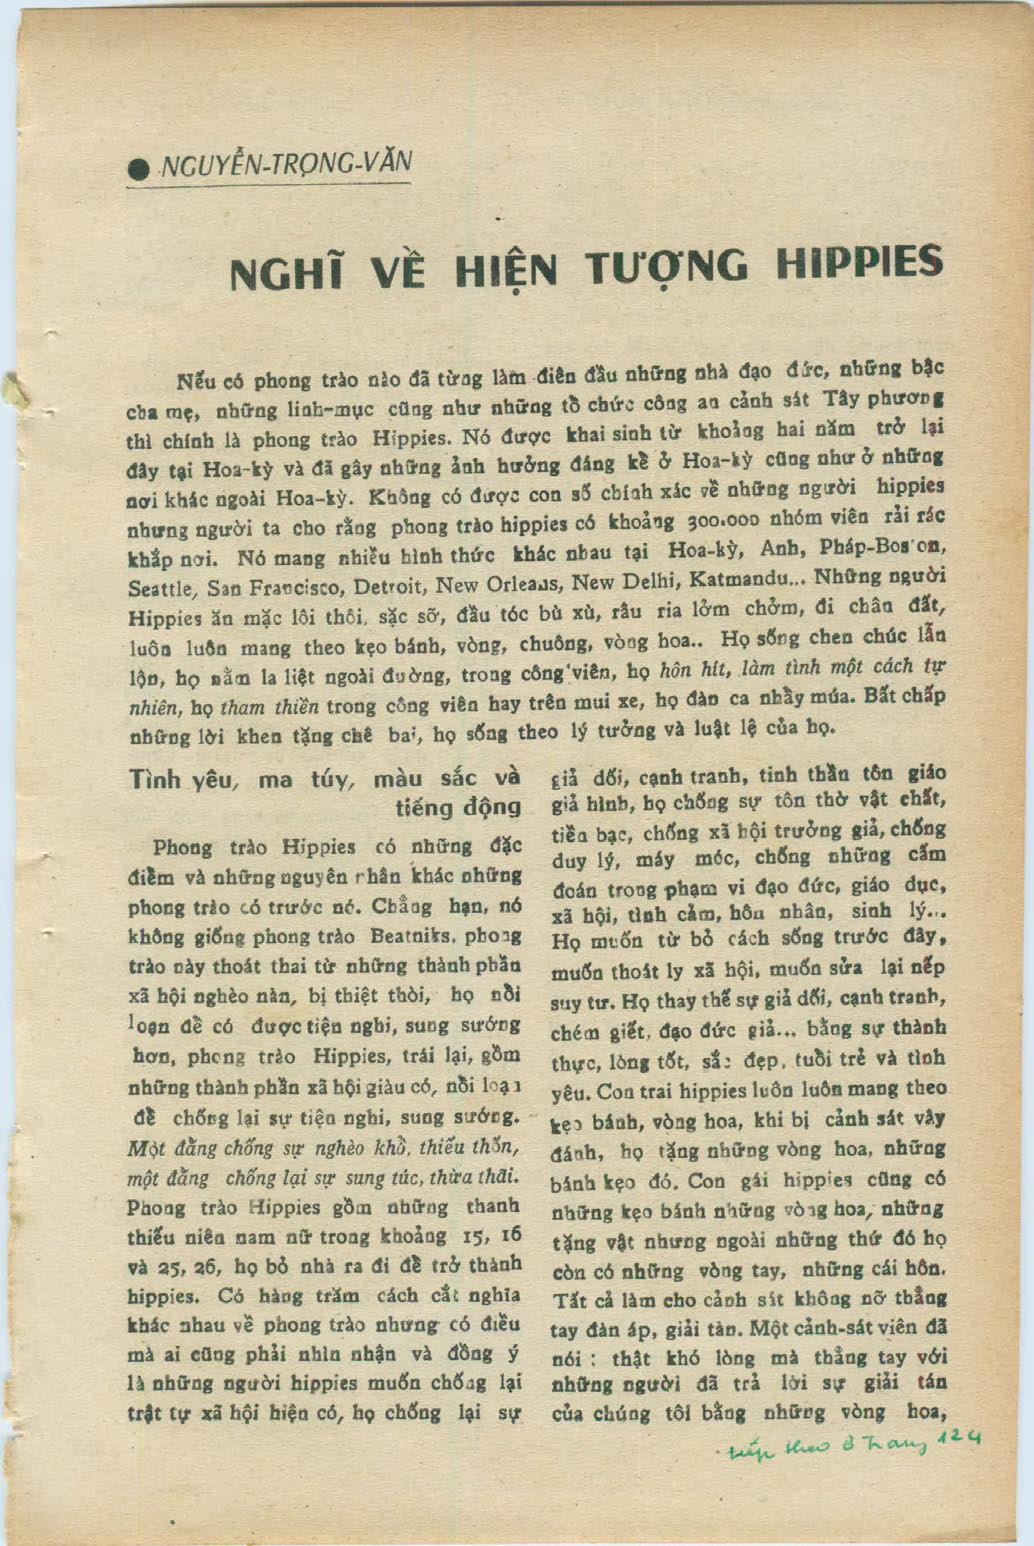 ● NGUYỄN-TRỌNG-VĂN
NGHĨ VỀ HIỆN TƯỢNG HIPPIES
Nếu có phong trào nào đã từng làm điên đầu những nhà đạo đức, những bậc
cha mẹ, những linh-mục cũng như những tổ chức công an cảnh sát Tây phương
thì chính là phong trào Hippies. Nó được khai sinh từ khoảng hai năm trở lại
đây tại Hoa-kỳ và đã gây những ảnh hưởng đáng kể ở Hoa-kỳ cũng như ở những
nơi khác ngoài Hoa-kỳ. Không có được con số chính xác về những người hippies
nhưng người ta cho rằng phong trào hippies có khoảng 300.000 nhóm viên rải rác
khắp nơi. Nó mang nhiều hình thức khác nhau tại Hoa-kỳ, Anh, Pháp-Boston,
Seattle, San Francisco, Detroit, New Orleans, New Delhi, Katmandu... Những người
Hippies ăn mặc lôi thôi, sặc sỡ, đầu tóc bù xù, râu ria lởm chởm, đi chân đất,
luôn luôn mang theo kẹo bánh, vòng, chuông, vòng hoa.. Họ sống chen chúc lẫn
lộn, họ nằm la liệt ngoài đường, trong công viên, họ hôn hít, làm tình một cách tự
nhiên, họ tham thiền trong công viên hay trên mui xe, họ đàn ca nhầy múa. Bất chấp
những lời khen tặng chê bai, họ sống theo lý tưởng và luật lệ của họ.
Tình yêu, ma túy, màu sắc và
tiếng động
Phong trào Hippies có những đặc
điểm và những nguyên nhân khác những
phong trào có trước nó. Chẳng hạn, nó
không giống phong trào Beatniks, phong
trào này thoát thai từ những thành phần
xã hội nghèo nàn, bị thiệt thòi, họ nổi
loạn để có được tiện nghi, sung sướng
hơn, phong trào Hippies, trái lại, gồm
những thành phần xã hội giàu có, nổi loạn
để chống lại sự tiện nghi, sung sướng.
Một đằng chống sự nghèo khổ, thiếu thốn,
một đằng chống lại sự sung túc, thừa thãi.
Phong trào Hippies gồm những thanh
thiếu niên nam nữ trong khoảng 15, 16
và 25, 26, họ bỏ nhà ra đi để trở thành
hippies. Có hàng trăm cách cắt nghĩa
khác nhau về phong trào nhưng có điều
mà ai cũng phải nhìn nhận và đồng ý
là những người hippies muốn chống lại
trật tự xã hội hiện có, họ chống lại sự
giả dối, cạnh tranh, tinh thần tôn giáo
giả hình, họ chống sự tôn thờ vật chất,
tiền bạc, chống xã hội trưởng giả, chống
duy lý, máy móc, chống những cấm
đoán trong phạm vi đạo đức, giáo dục,
xã hội, tình cảm, hôn nhân, sinh lý...
Họ muốn từ bỏ cách sống trước đây,
muốn thoát ly xã hội, muốn sửa lại nếp
suy tư. Họ thay thế sự giả dối, cạnh tranh,
chém giết, đạo đức giả... bằng sự thành
thực, lòng tốt, sắc đẹp, tuổi trẻ và tình
yêu. Con trai hippies luôn luôn mang theo
kẹo bánh, vòng hoa, khi bị cảnh sát vây
đánh, họ tặng những vòng hoa, những
bánh kẹo đó. Con gái hippies cũng có
những kẹo bánh những vòng hoa, những
tặng vật nhưng ngoài những thứ đó họ
còn có những vòng tay, những cái hôn.
Tất cả làm cho cảnh sát không nỡ thẳng
tay đàn áp, giải tàn. Một cảnh-sát viên đã
nói : thật khó lòng mà thẳng tay với
những người đã trả lời sự giải tán
của chúng tôi bằng những vòng hoa,
tiếp theo ở trang 124